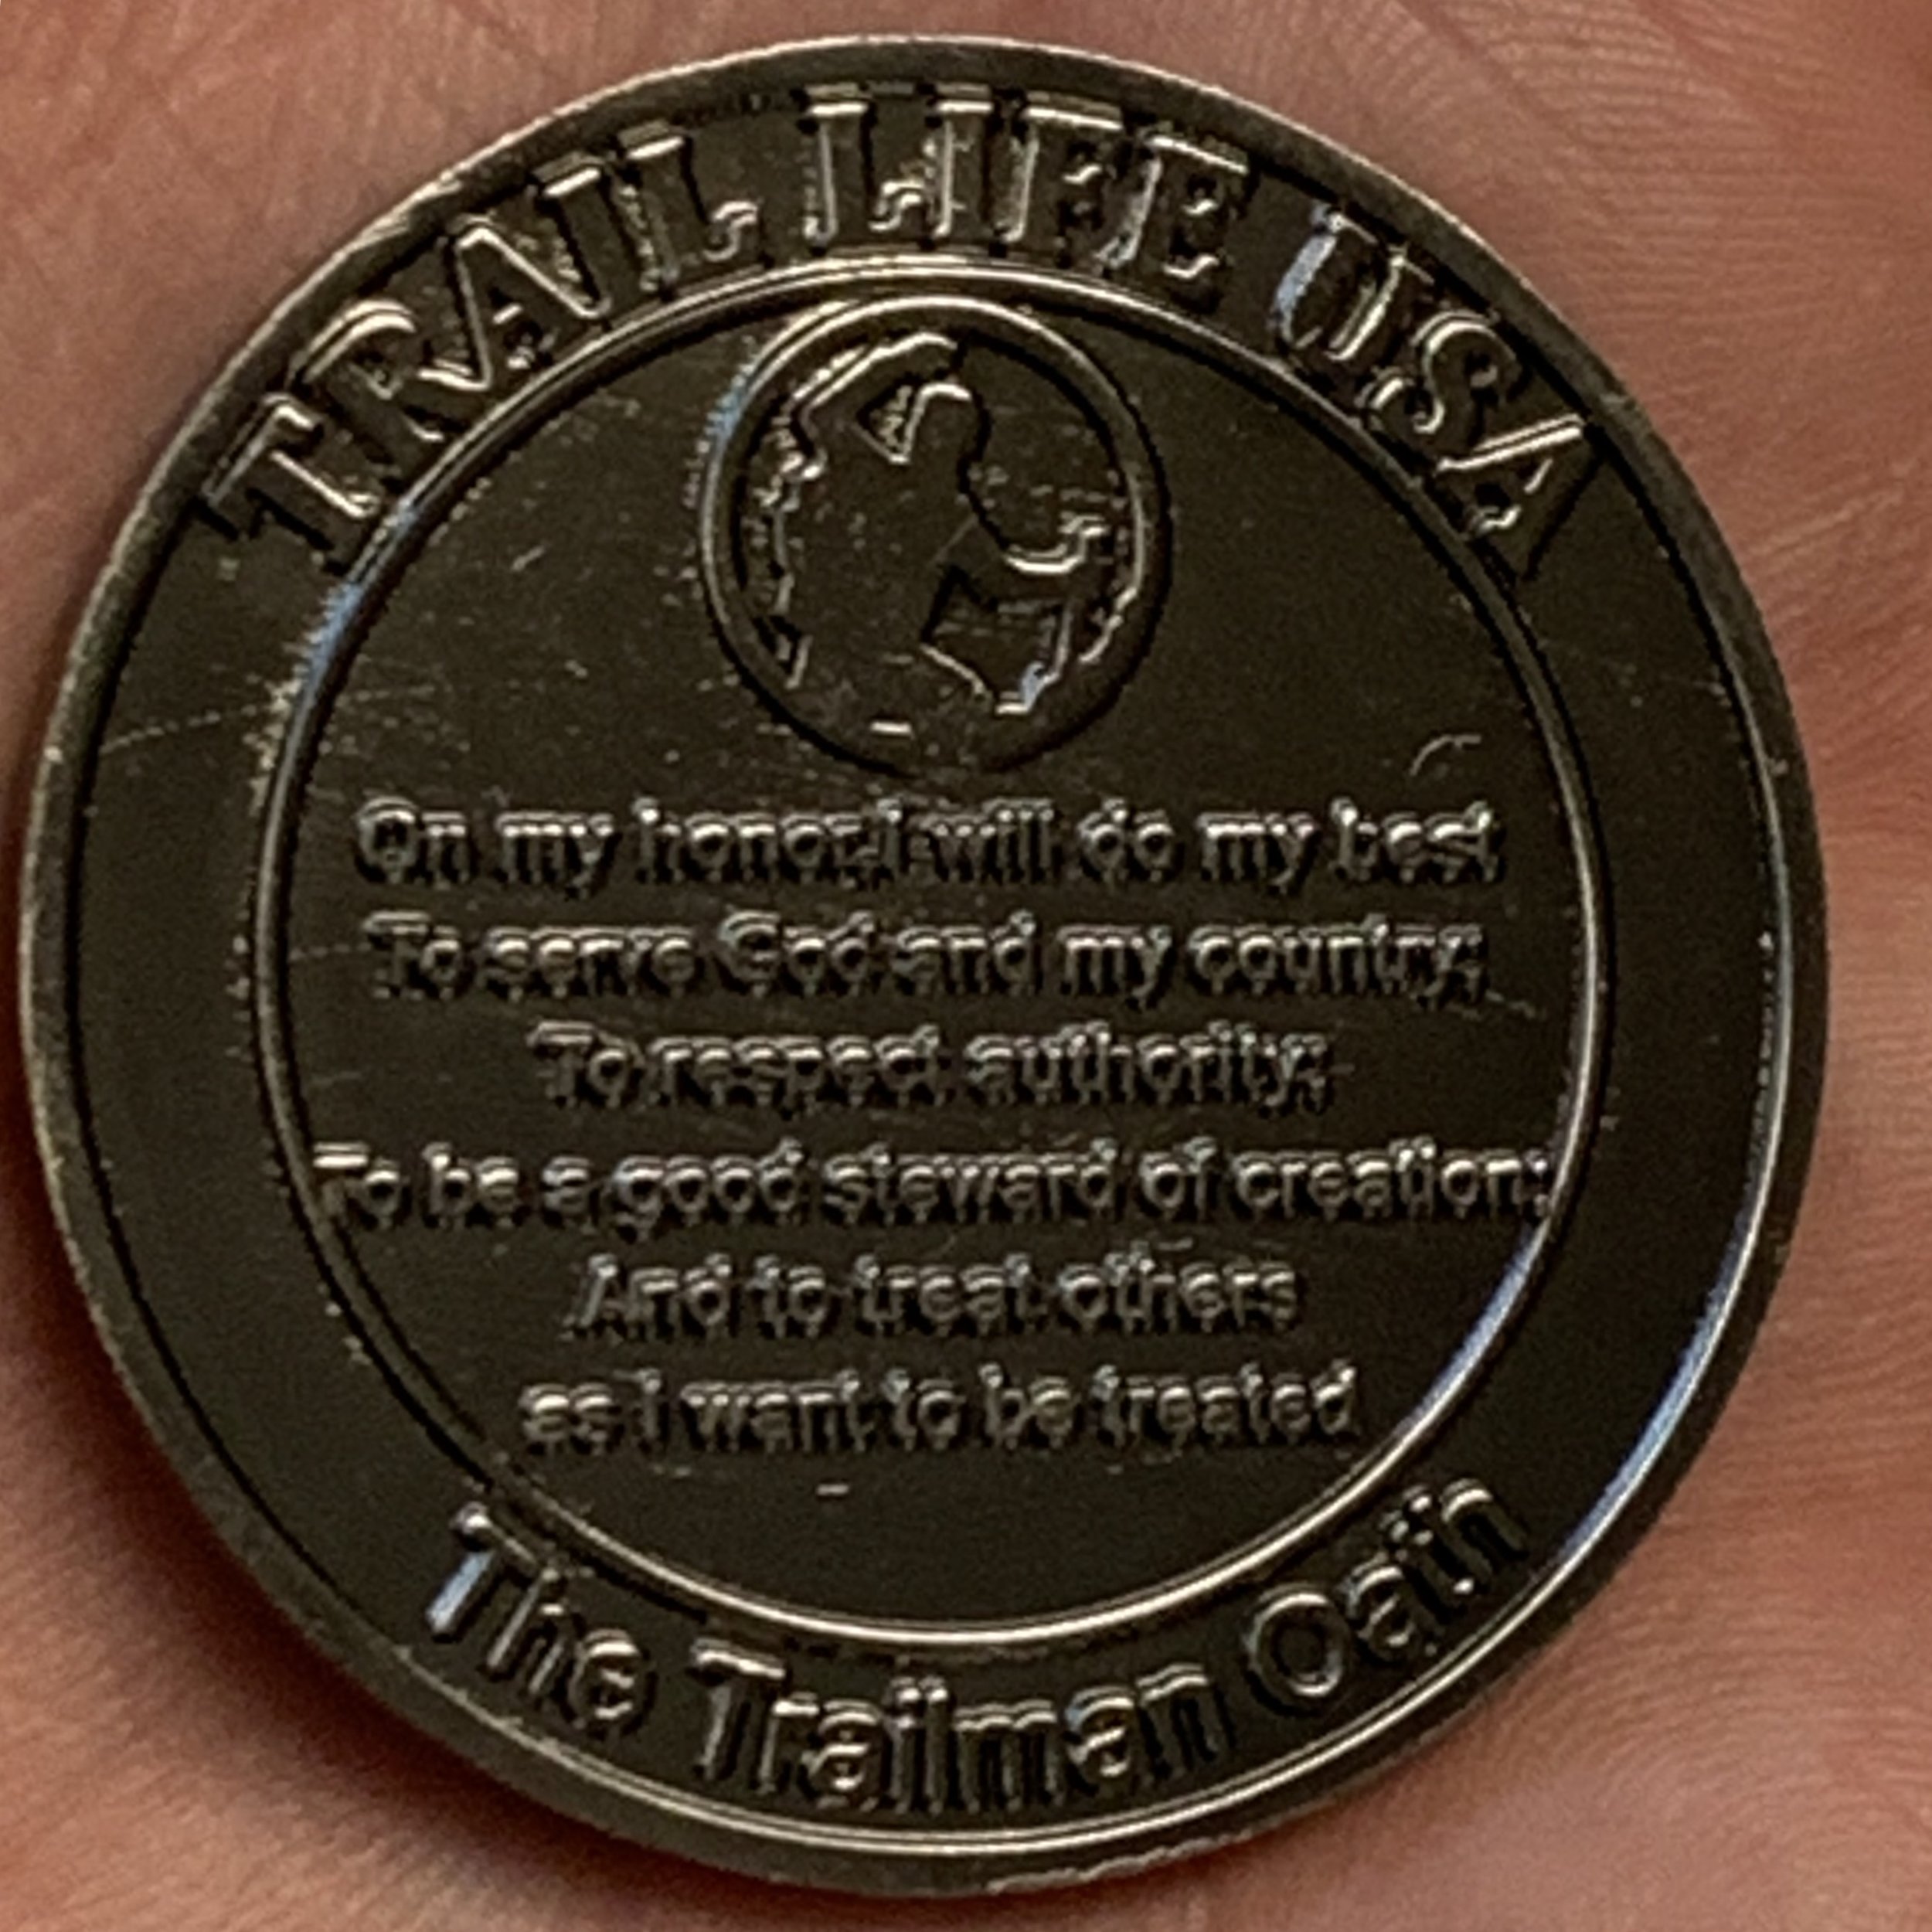 TRAIL LIFE USA
On my honor, I will do my best
To serve God and my country;
To respect authority;
To be a good steward of creation;
And to treat others
as I want to be treated
The Trailman Oath